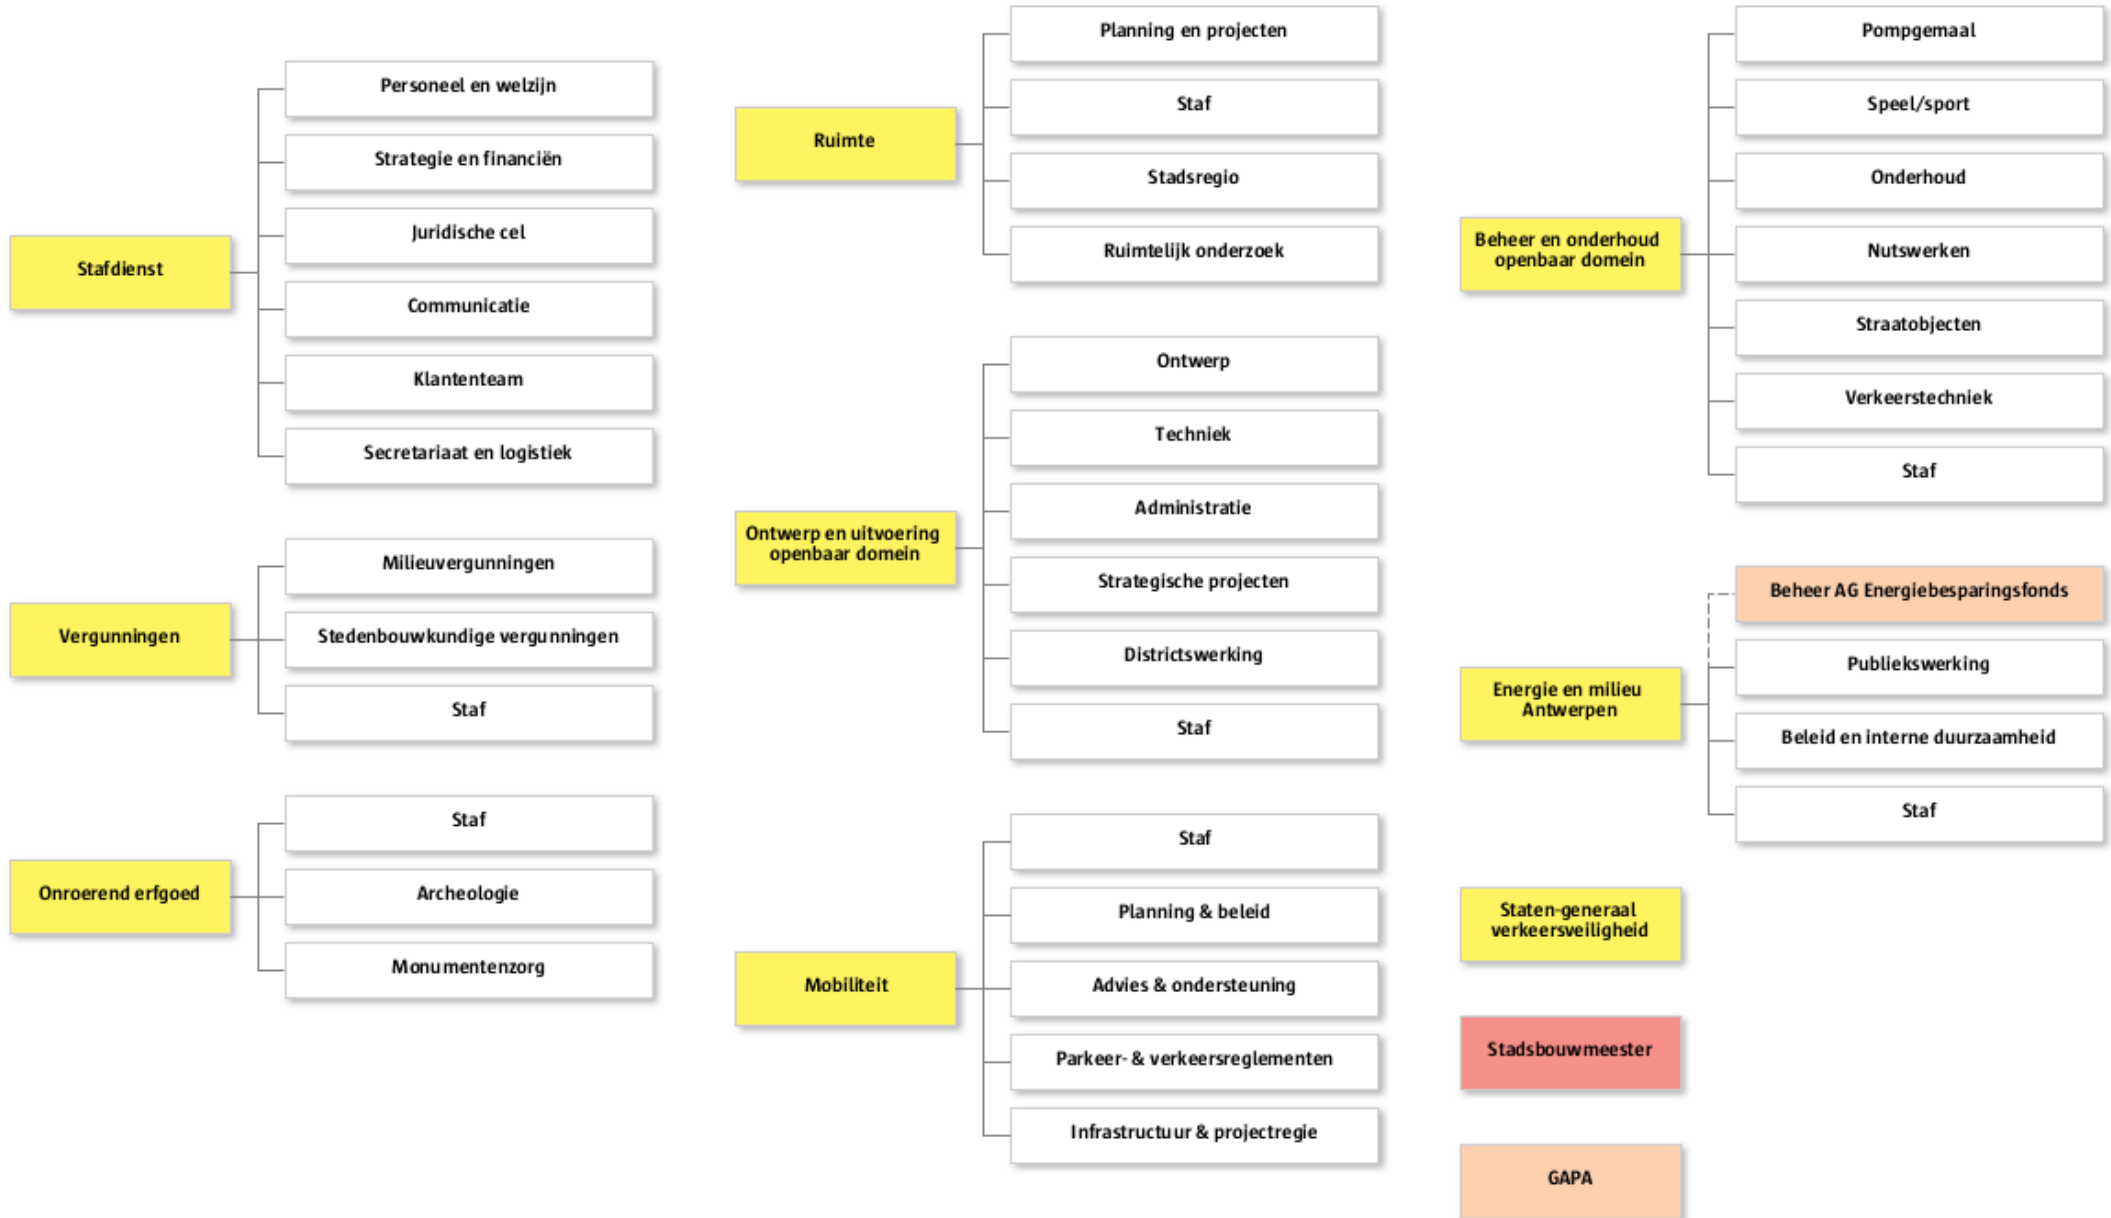 Stafdienst
Personeel en welzijn
Strategie en financiën
Juridische cel
Communicatie
Klantenteam
Secretariaat en logistiek
Vergunningen
Milieuvergunningen
Stedenbouwkundige vergunningen
Staf
Onroerend erfgoed
Staf
Archeologie
Monumentenzorg
Ruimte
Planning en projecten
Staf
Stadsregio
Ruimtelijk onderzoek
Ontwerp en uitvoering
openbaar domein
Ontwerp
Techniek
Administratie
Strategische projecten
Districtswerking
Staf
Mobiliteit
Staf
Planning & beleid
Advies & ondersteuning
Parkeer- & verkeersreglementen
Infrastructuur & projectregie
Beheer en onderhoud
openbaar domein
Pompgemaal
Speel/sport
Onderhoud
Nutswerken
Straatobjecten
Verkeerstechniek
Staf
Energie en milieu
Antwerpen
Beheer AG Energiebesparingsfonds
Publiekswerking
Beleid en interne duurzaamheid
Staf
Staten-generaal
verkeersveiligheid
Stadsbouwmeester
GAPA